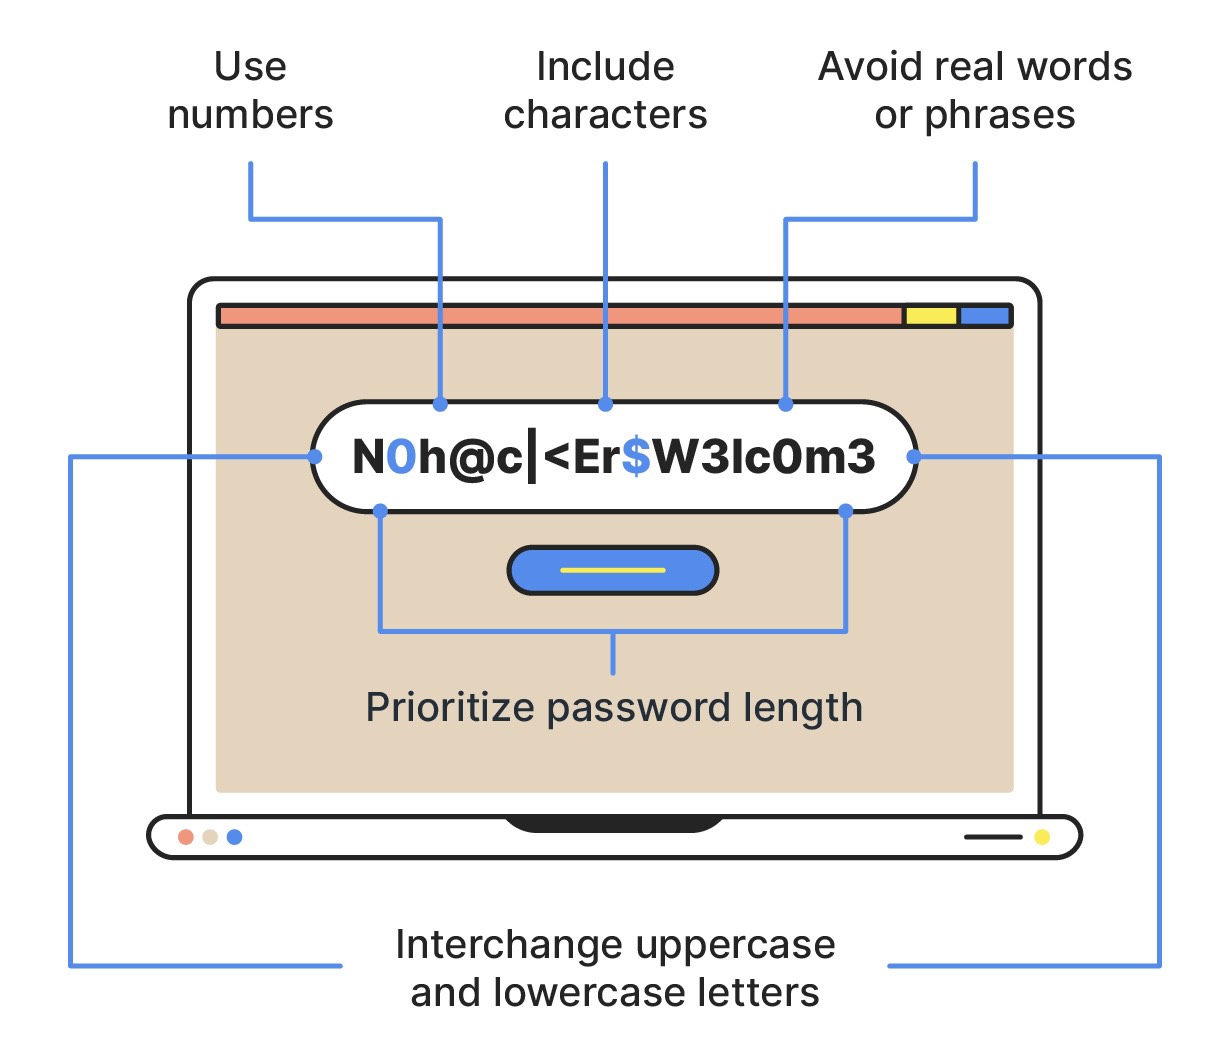 Use
numbers
Include
characters
Avoid real words
or phrases
N0h@c|<Er$W3lc0m3
Prioritize password length
Interchange uppercase
and lowercase letters